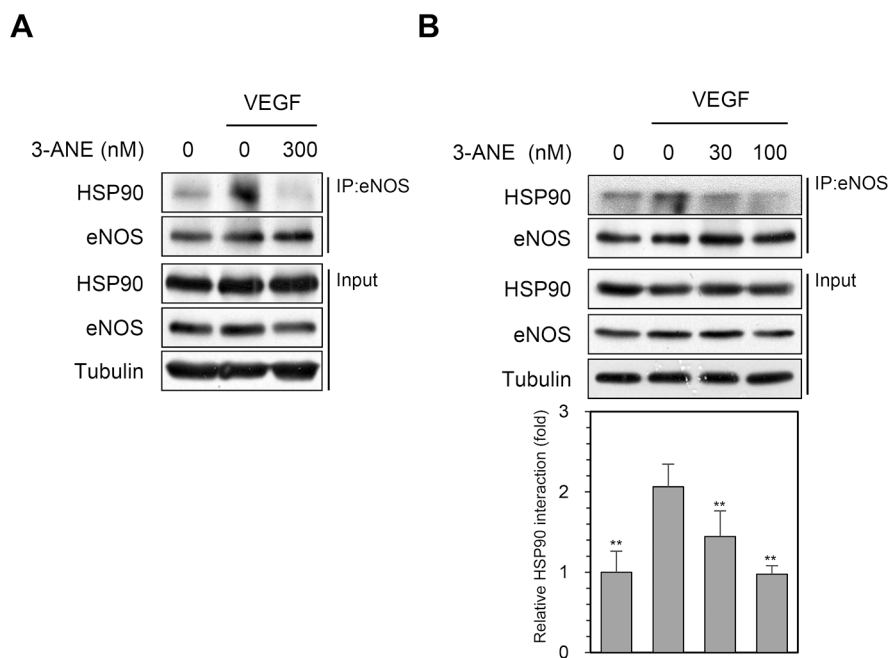 A
VEGF
3-ANE (nM) 0 0 300
HSP90 IP:eNOS
eNOS
HSP90 Input
eNOS
Tubulin
B
VEGF
3-ANE (nM) 0 0 30 100
HSP90 IP:eNOS
eNOS
HSP90 Input
eNOS
Tubulin
Relative HSP90 interaction (fold)
3
2
1
0
**
**
**